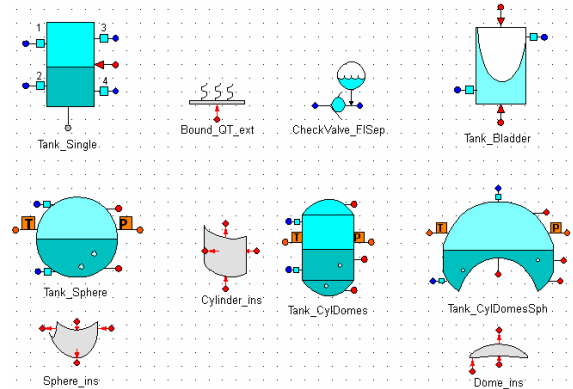 1 3
2 4
Tank_Single
Bound_QT_ext
CheckValve_FlSep
Tank_Bladder
T P
T P
T P
Tank_Sphere
Cylinder_ins
Tank_CylDomes
Tank_CylDomesSph
Sphere_ins
Dome_ins